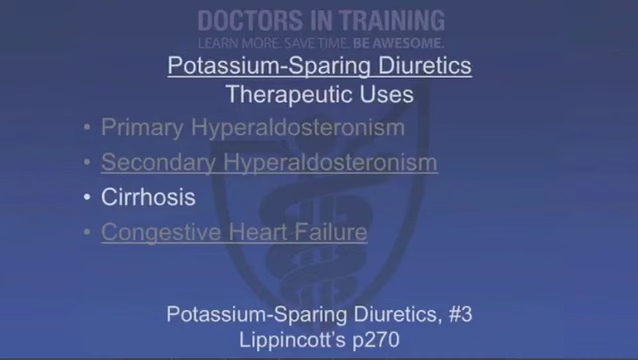 DOCTORS IN TRAINING
LEARN MORE. SAVE TIME. BE AWESOME.
Potassium-Sparing Diuretics
Therapeutic Uses
• Primary Hyperaldosteronism
• Secondary Hyperaldosteronism
• Cirrhosis
• Congestive Heart Failure
Potassium-Sparing Diuretics, #3
Lippincott's p270